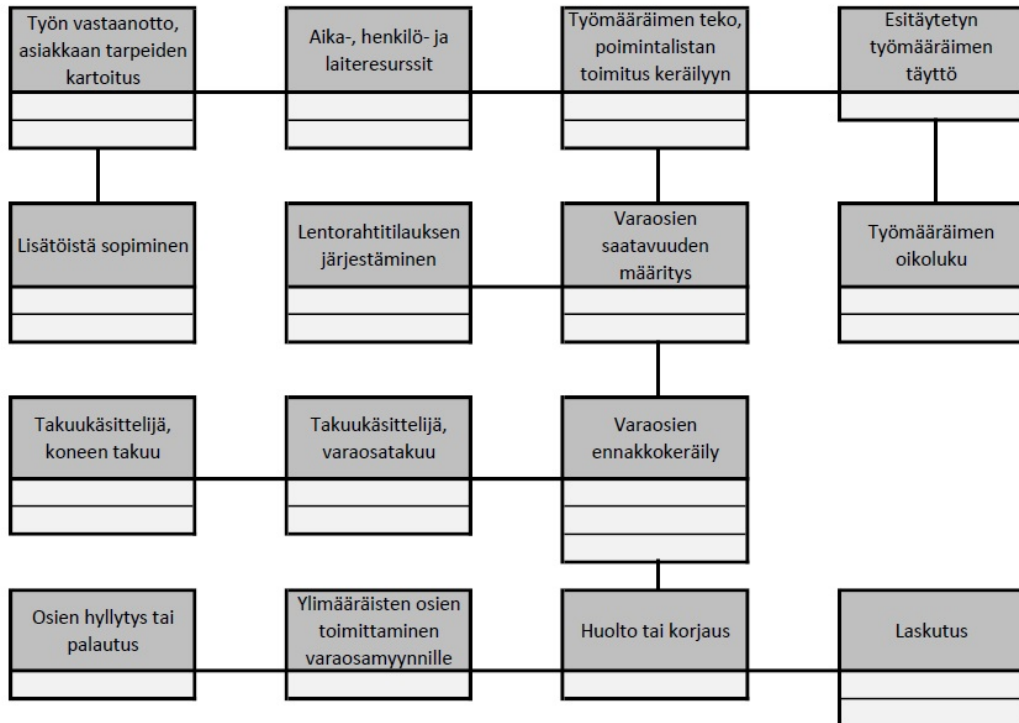 Työn vastaanotto,
asiakkaan tarpeiden
kartoitus
Aika-, henkilö- ja
laiteresurssit
Työmääräimen teko,
poimintalistan
toimitus keräilyyn
Esitäytetyn
työmääräimen
täyttö
Lisätöistä sopiminen
Lentorahtitilauksen
järjestäminen
Varaosien
saatavuuden
määritys
Työmääräimen
oikoluku
Takuukäsittelijä,
koneen takuu
Takuukäsittelijä,
varaosatakuu
Varaosien
ennakkokeräily
Osien hyllytys tai
palautus
Ylimääräisten osien
toimittaminen
varaosamyynnille
Huolto tai korjaus
Laskutus